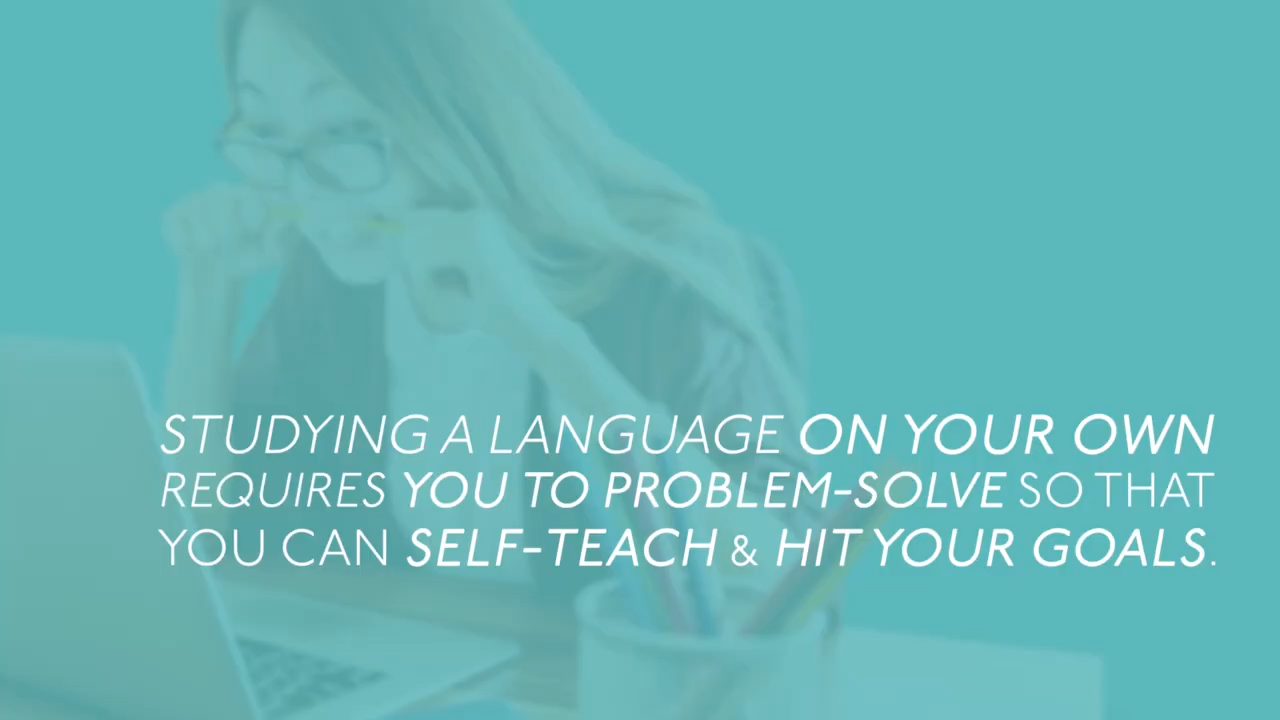 STUDYING A LANGUAGE ON YOUR OWN
REQUIRES YOU TO PROBLEM-SOLVE SO THAT
YOU CAN SELF-TEACH & HIT YOUR GOALS.